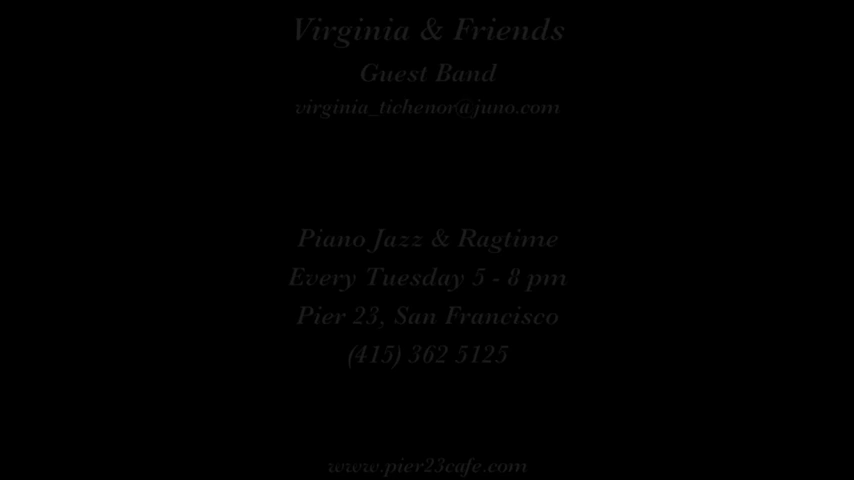 Virginia & Friends
Guest Band
virginia_tichenor@juno.com
Piano Jazz & Ragtime
Every Tuesday 5 - 8 pm
Pier 23, San Francisco
(415) 362 5125
www.pier23cafe.com